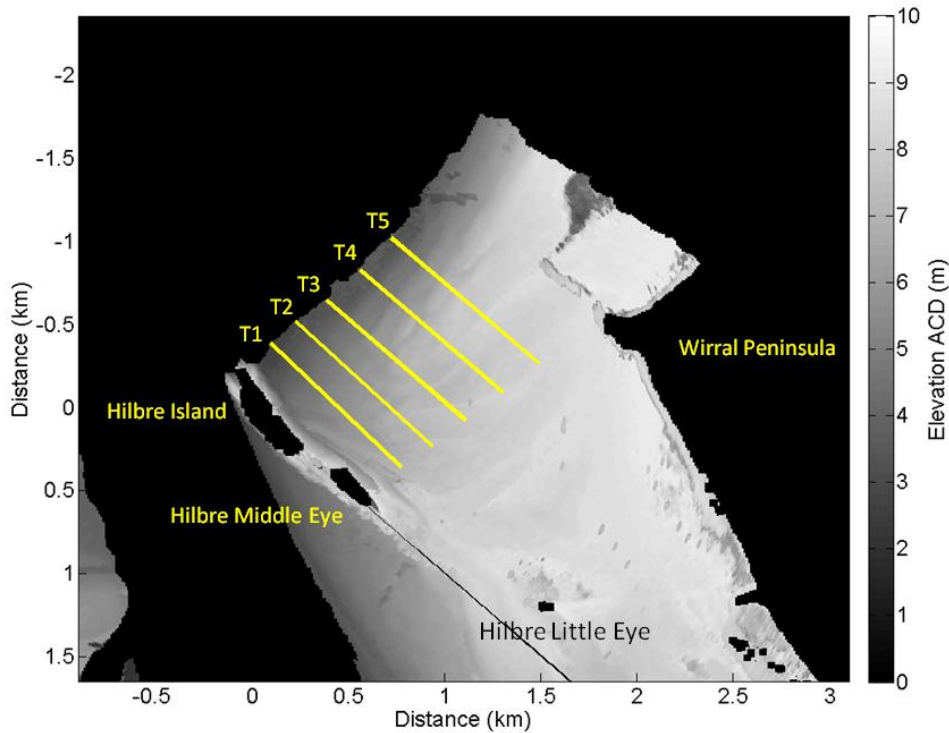 10
-2
9
-1.5
8
T5
-1
T4
7
T3
T2
-0.5
T1
6
Wirral Peninsula
Distance (km)
0
Hilbre Island
5
Elevation ACD (m)
4
0.5
Hilbre Middle Eye
3
1
2
Hilbre Little Eye
1
1.5
0
-0.5
0
0.5
1
1.5
2
2.5
3
Distance (km)